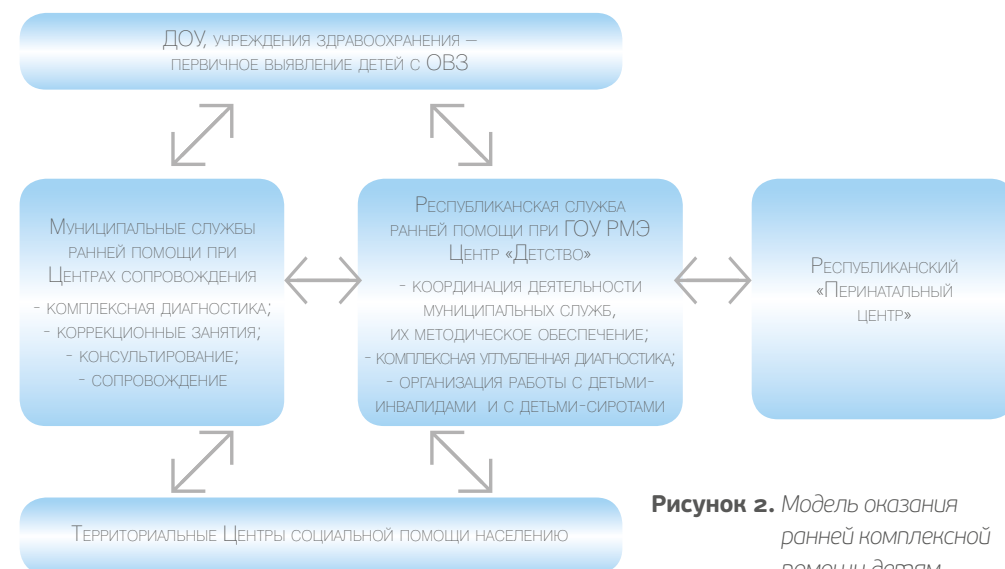 ДОУ, учреждения здравоохранения –
первичное выявление детей с ОВЗ
Муниципальные службы
ранней помощи при
Центрах сопровождения
- комплексная диагностика;
- коррекционные занятия;
- консультирование;
- сопровождение
Республиканская служба
ранней помощи при ГОУ РМЭ
Центр «Детство»
- координация деятельности
муниципальных служб,
их методическое обеспечение;
- комплексная углубленная диагностика;
- организация работы с детьми-
инвалидами и с детьми-сиротами
Республиканский
«Перинатальный
центр»
Территориальные Центры социальной помощи населению
Рисунок 2. Модель оказания
ранней комплексной
помощи детям